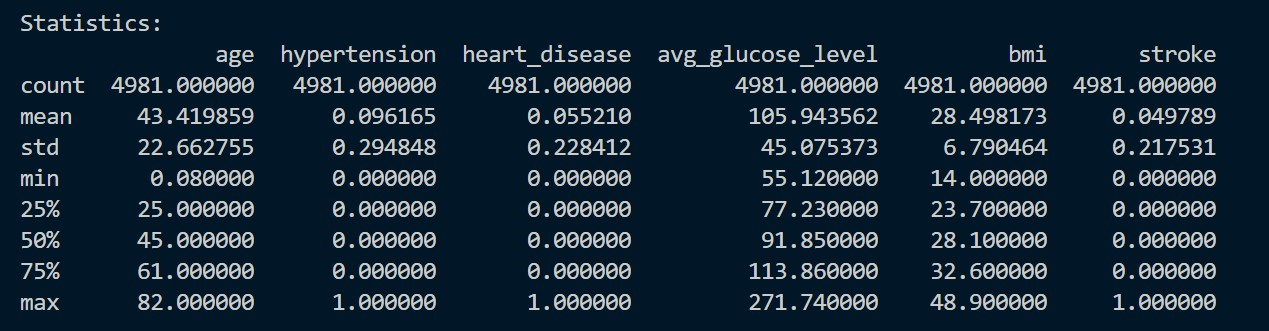 Statistics:
age hypertension heart_disease avg_glucose_level bmi stroke
count 4981.000000 4981.000000 4981.000000 4981.000000 4981.000000 4981.000000
mean 43.419859 0.096165 0.055210 105.943562 28.498173 0.049789
std 22.662755 0.294848 0.228412 45.075373 6.790464 0.217531
min 0.080000 0.000000 0.000000 55.120000 14.000000 0.000000
25% 25.000000 0.000000 0.000000 77.230000 23.700000 0.000000
50% 45.000000 0.000000 0.000000 91.850000 28.100000 0.000000
75% 61.000000 0.000000 0.000000 113.860000 32.600000 0.000000
max 82.000000 1.000000 1.000000 271.740000 48.900000 1.000000